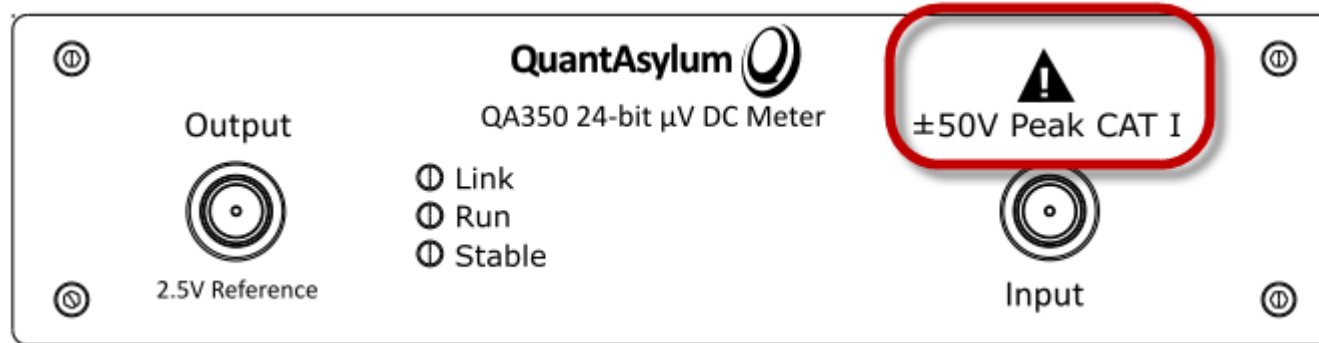 QuantAsylum
QA350 24-bit µV DC Meter
!
±50V Peak CAT I
Output
Link
Run
Stable
2.5V Reference
Input